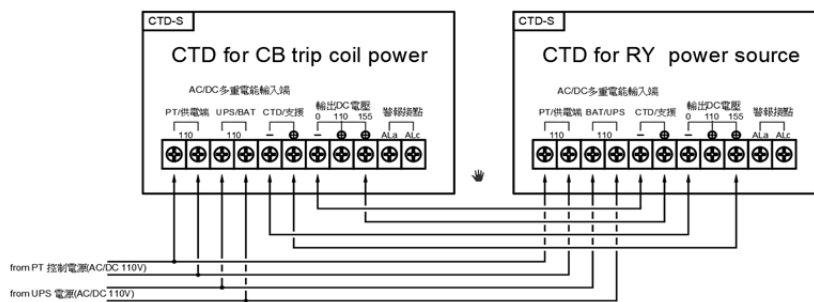 CTD-S
CTD for CB trip coil power
AC/DC多重電能輸入端
PT/供電端 UPS/BAT CTD/支援 輸出DC電壓 警報接點
110 110 − ⊕ 0 110 155 ALa ALc
− ⊕ ⊕
CTD-S
CTD for RY power source
AC/DC多重電能輸入端
PT/供電端 BAT/UPS CTD/支援 輸出DC電壓 警報接點
110 110 − ⊕ 0 110 155 ALa ALc
− ⊕ ⊕
from PT 控制電源(AC/DC 110V)
from UPS 電源(AC/DC 110V)